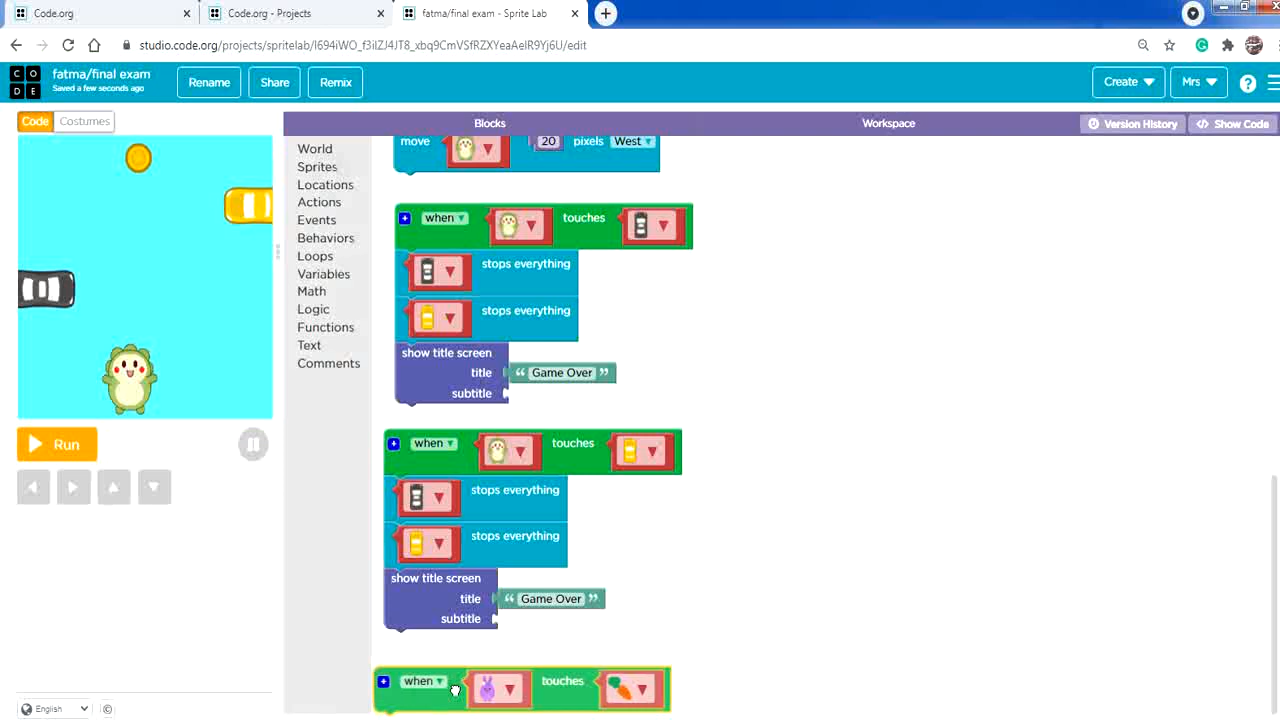 Code.org
Code.org - Projects
fatma/final exam - Sprite Lab
studio.code.org/projects/spritelab/I694iWO_f3iIZJ4JT8_xbq9CmVSfRZXYeaAeIR9Yj6U/edit
C O D E
fatma/final exam
Saved a few seconds ago
Rename
Share
Remix
Create
Mrs
Code
Costumes
Blocks
Workspace
Version History
Show Code
World
Sprites
Locations
Actions
Events
Behaviors
Loops
Variables
Math
Logic
Functions
Text
Comments
move 20 pixels West
when touches
stops everything
stops everything
show title screen
title “ Game Over ”
subtitle
when touches
stops everything
stops everything
show title screen
title “ Game Over ”
subtitle
when touches
Run
English